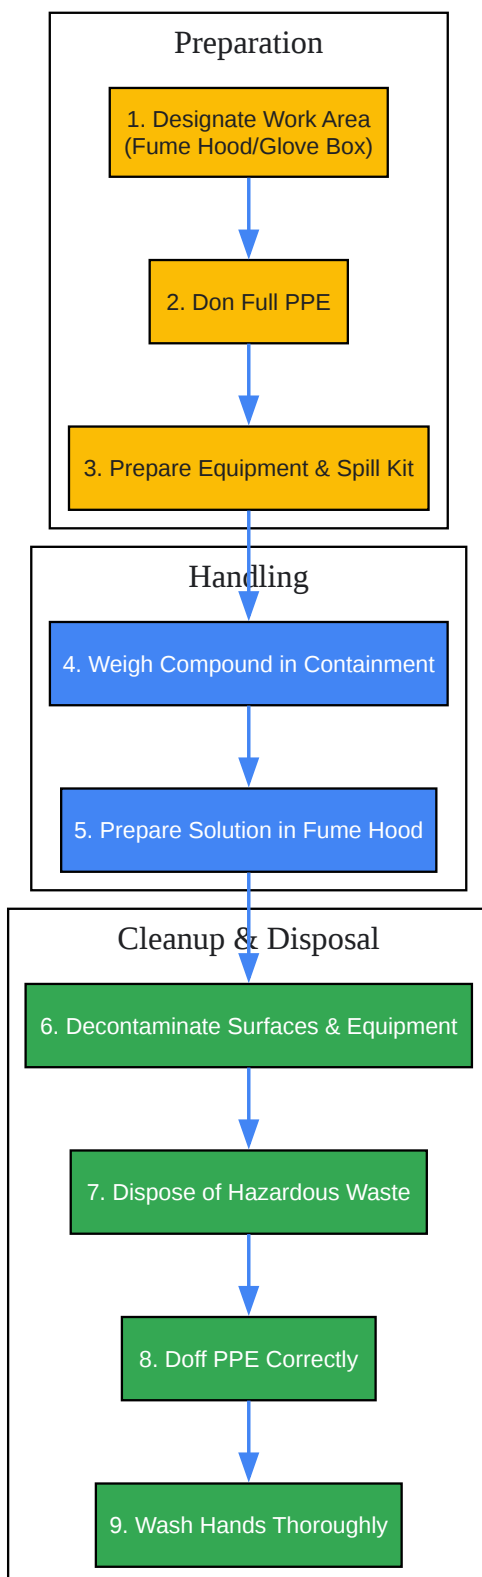 Preparation
1. Designate Work Area
(Fume Hood/Glove Box)
2. Don Full PPE
3. Prepare Equipment & Spill Kit
Handling
4. Weigh Compound in Containment
5. Prepare Solution in Fume Hood
Cleanup & Disposal
6. Decontaminate Surfaces & Equipment
7. Dispose of Hazardous Waste
8. Doff PPE Correctly
9. Wash Hands Thoroughly